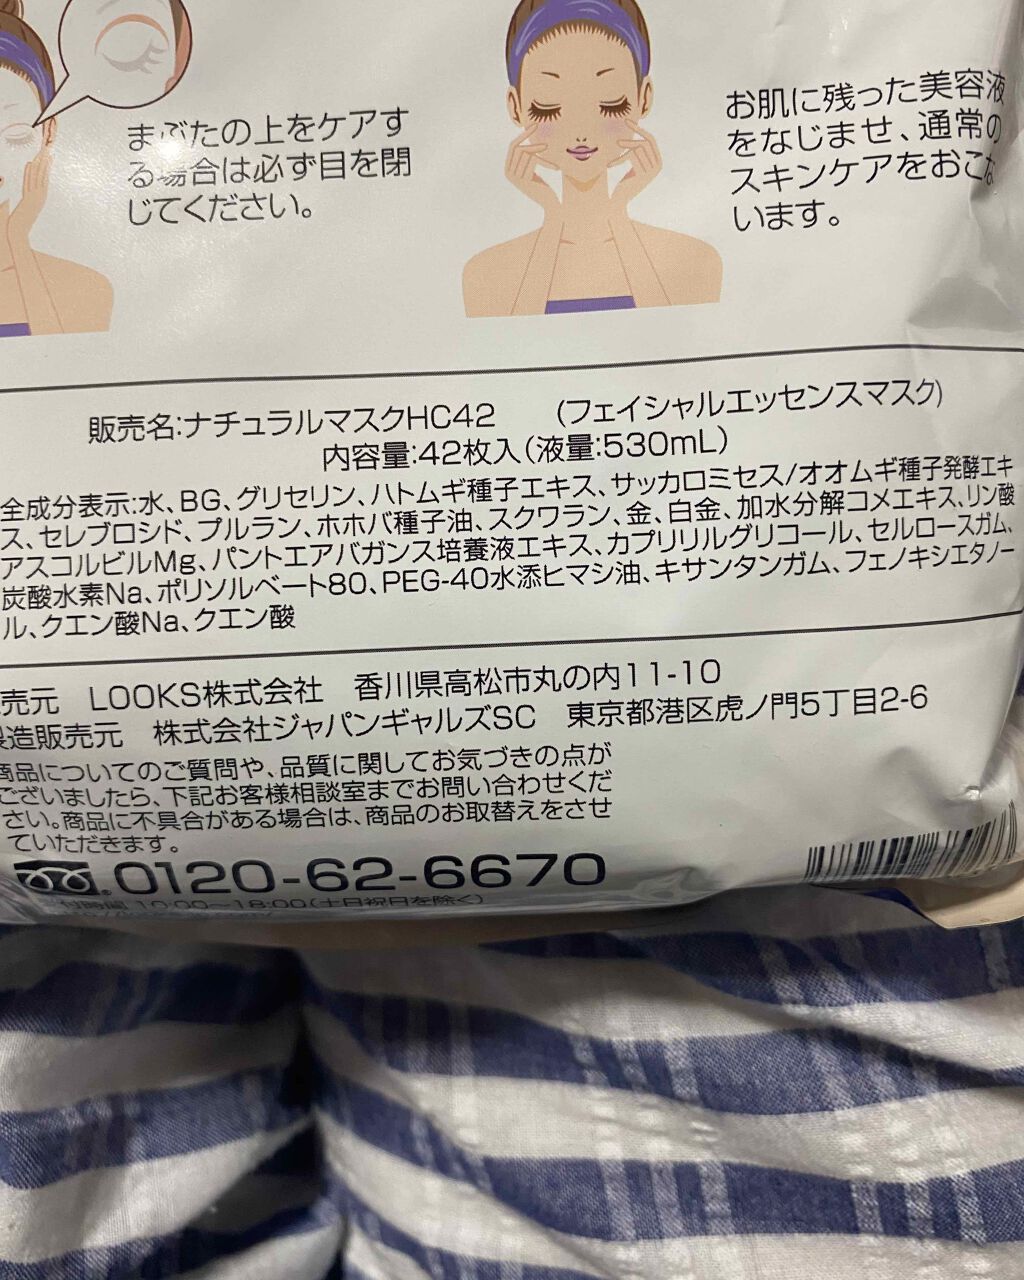 まぶたの上をケアす
る場合は必ず目を閉
じてください。
お肌に残った美容液
をなじませ、通常の
スキンケアをおこな
います。
販売名:ナチュラルマスクHC42　(フェイシャルエッセンスマスク)
内容量:42枚入(液量:530mL)
全成分表示:水、BG、グリセリン、ハトムギ種子エキス、サッカロミセス/オオムギ種子発酵エキ
ス、セレブロシド、プルラン、ホホバ種子油、スクワラン、金、白金、加水分解コメエキス、リン酸
アスコルビルMg、パントエアバガンス培養液エキス、カプリリルグリコール、セルロースガム、
炭酸水素Na、ポリソルベート80、PEG-40水添ヒマシ油、キサンタンガム、フェノキシエタノー
ル、クエン酸Na、クエン酸
売元　LOOKS株式会社　香川県高松市丸の内11-10
製造販売元　株式会社ジャパンギャルズSC　東京都港区虎ノ門5丁目2-6
商品についてのご質問や、品質に関してお気づきの点が
ございましたら、下記お客様相談室までお問い合わせくだ
さい。商品に不具合がある場合は、商品のお取替えをさせ
ていただきます。
0120-62-6670
付時間 10:00〜18:00(土日祝日を除く)